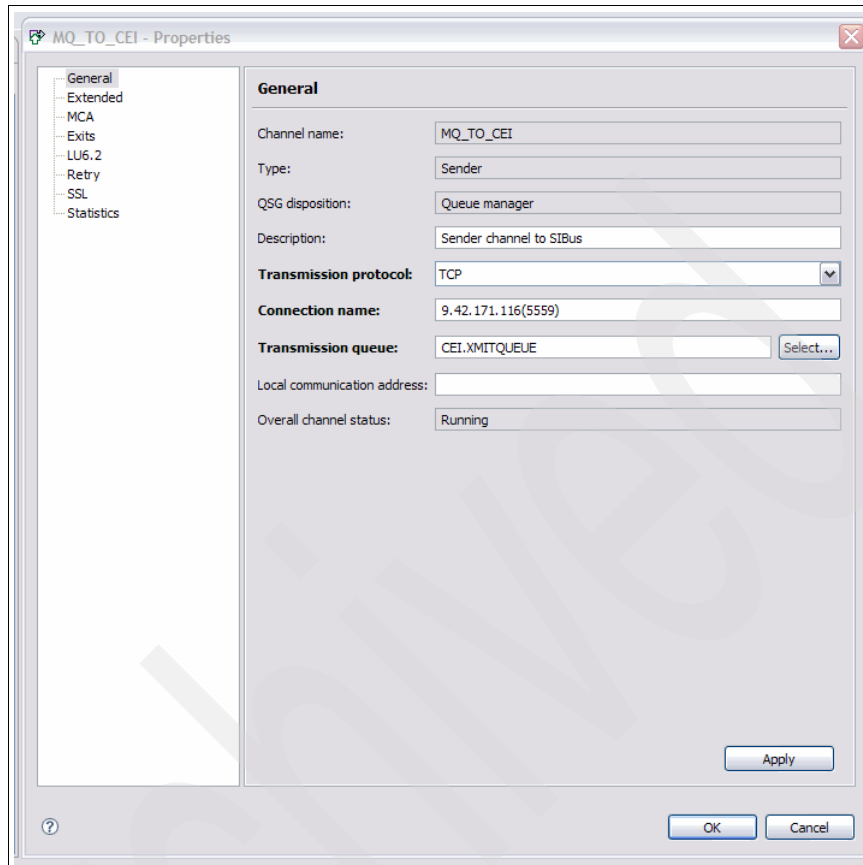 MQ_TO_CEI - Properties
General
Extended
MCA
Exits
LU6.2
Retry
SSL
Statistics
General
Channel name: MQ_TO_CEI
Type: Sender
QSG disposition: Queue manager
Description: Sender channel to SIBus
Transmission protocol: TCP
Connection name: 9.42.171.116(5559)
Transmission queue: CEI.XMITQUEUE Select...
Local communication address:
Overall channel status: Running
Apply
? OK Cancel